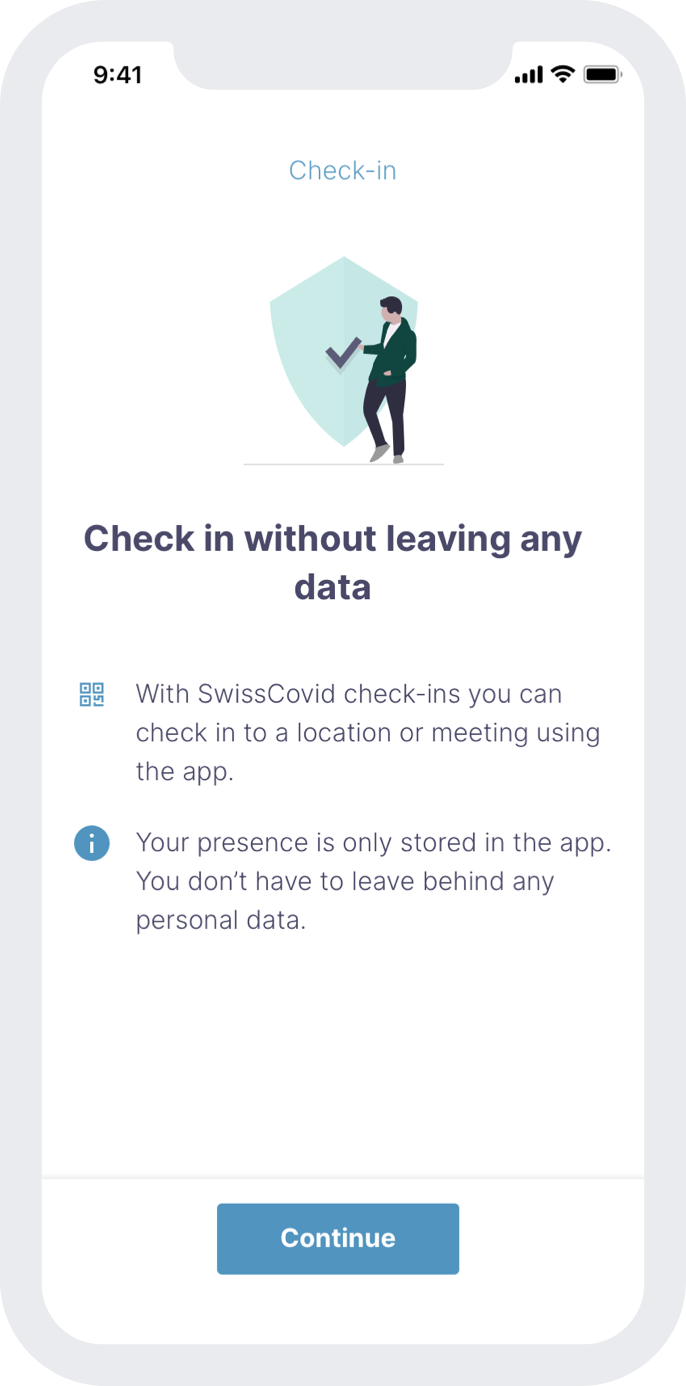 9:41
Check-in
Check in without leaving any
data
With SwissCovid check-ins you can
check in to a location or meeting using
the app.
Your presence is only stored in the app.
You don’t have to leave behind any
personal data.
Continue